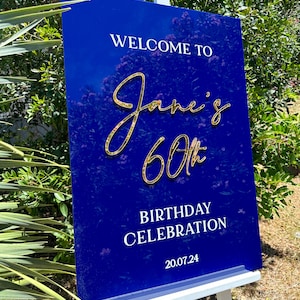 WELCOME TO
Jane's
60th
BIRTHDAY
CELEBRATION
20.07.24